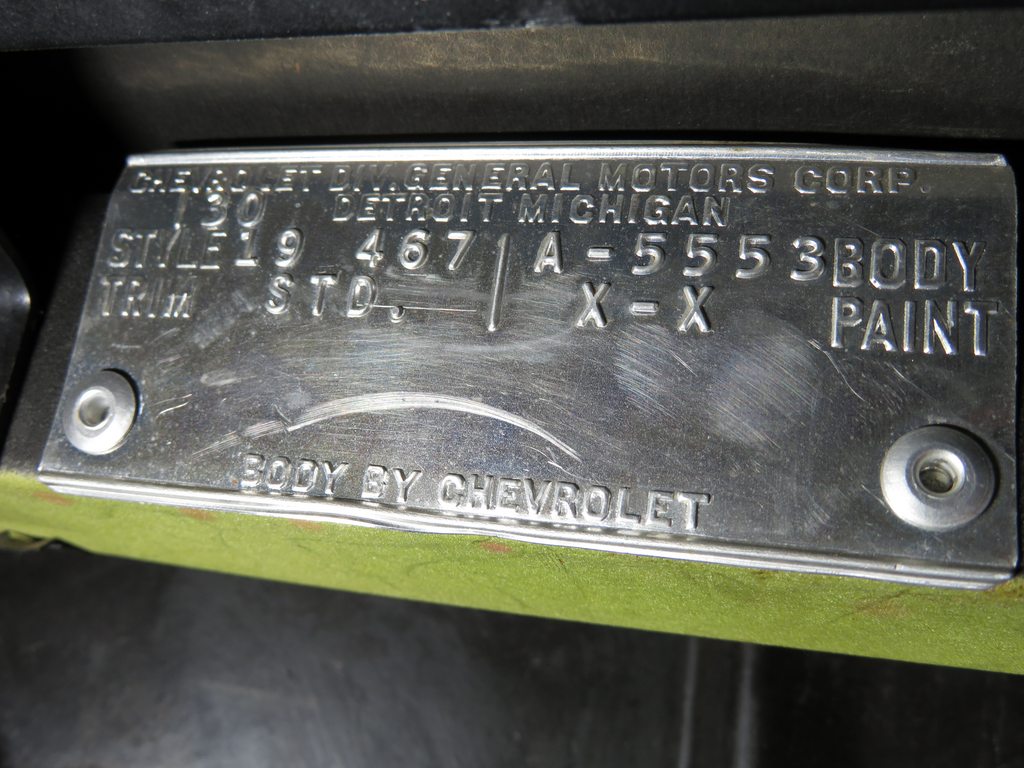 CHEVROLET DIV. GENERAL MOTORS CORP.
130 DETROIT MICHIGAN
STYLE 19 467 A-5553 BODY
TRIM STD. X-X PAINT
BODY BY CHEVROLET